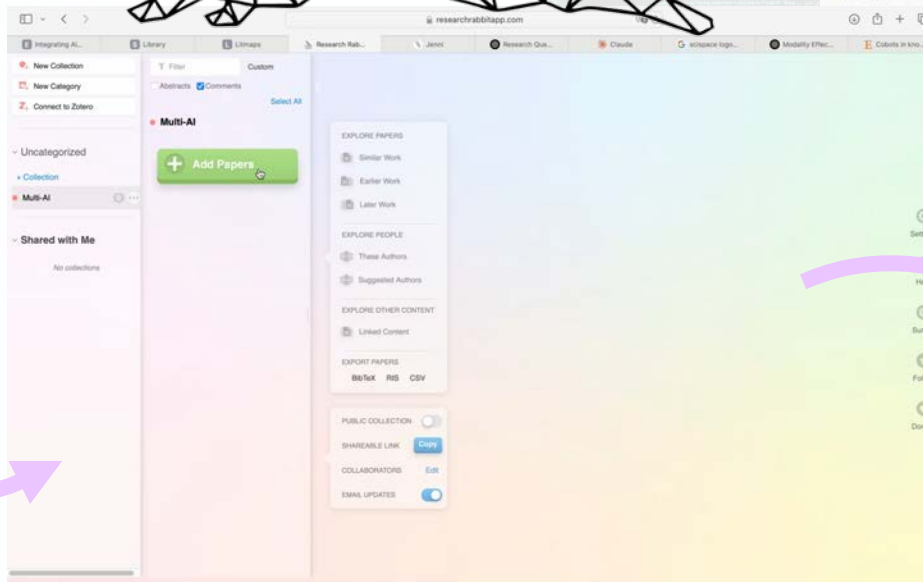 researchrabbitapp.com
Integrating AI...
Library
Litmaps
Research Rab...
Jenni
Research Que...
Claude
scispace logo...
Modality Effec...
Cobots in kno...
New Collection
New Category
Connect to Zotero
Uncategorized
+ Collection
Multi-AI
Shared with Me
No collections
Filter
Custom
Abstracts
Comments
Select All
Multi-AI
Add Papers
EXPLORE PAPERS
Similar Work
Earlier Work
Later Work
EXPLORE PEOPLE
These Authors
Suggested Authors
EXPLORE OTHER CONTENT
Linked Content
EXPORT PAPERS
BibTeX RIS CSV
PUBLIC COLLECTION
SHAREABLE LINK Copy
COLLABORATORS Edit
EMAIL UPDATES
Sett
He
Fol
Do